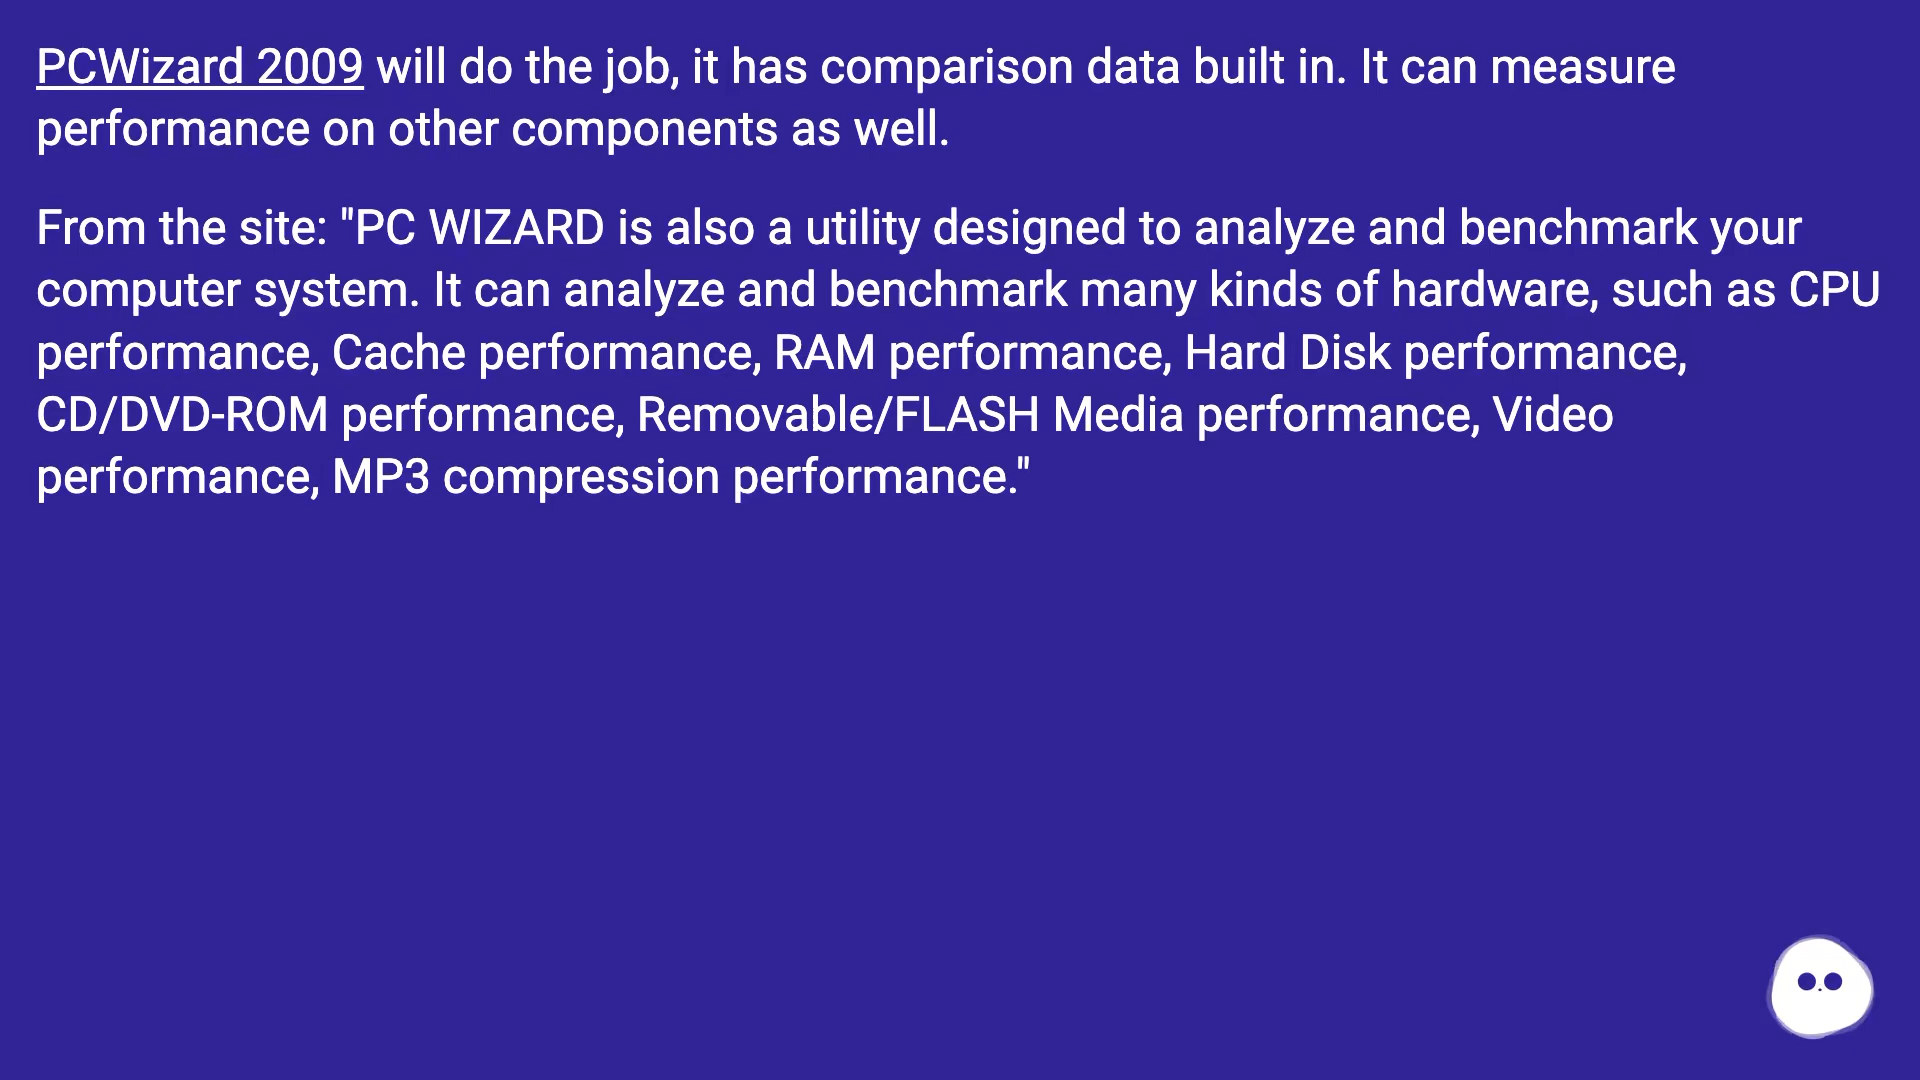 PCWizard 2009 will do the job, it has comparison data built in. It can measure
performance on other components as well.
From the site: "PC WIZARD is also a utility designed to analyze and benchmark your
computer system. It can analyze and benchmark many kinds of hardware, such as CPU
performance, Cache performance, RAM performance, Hard Disk performance,
CD/DVD-ROM performance, Removable/FLASH Media performance, Video
performance, MP3 compression performance."